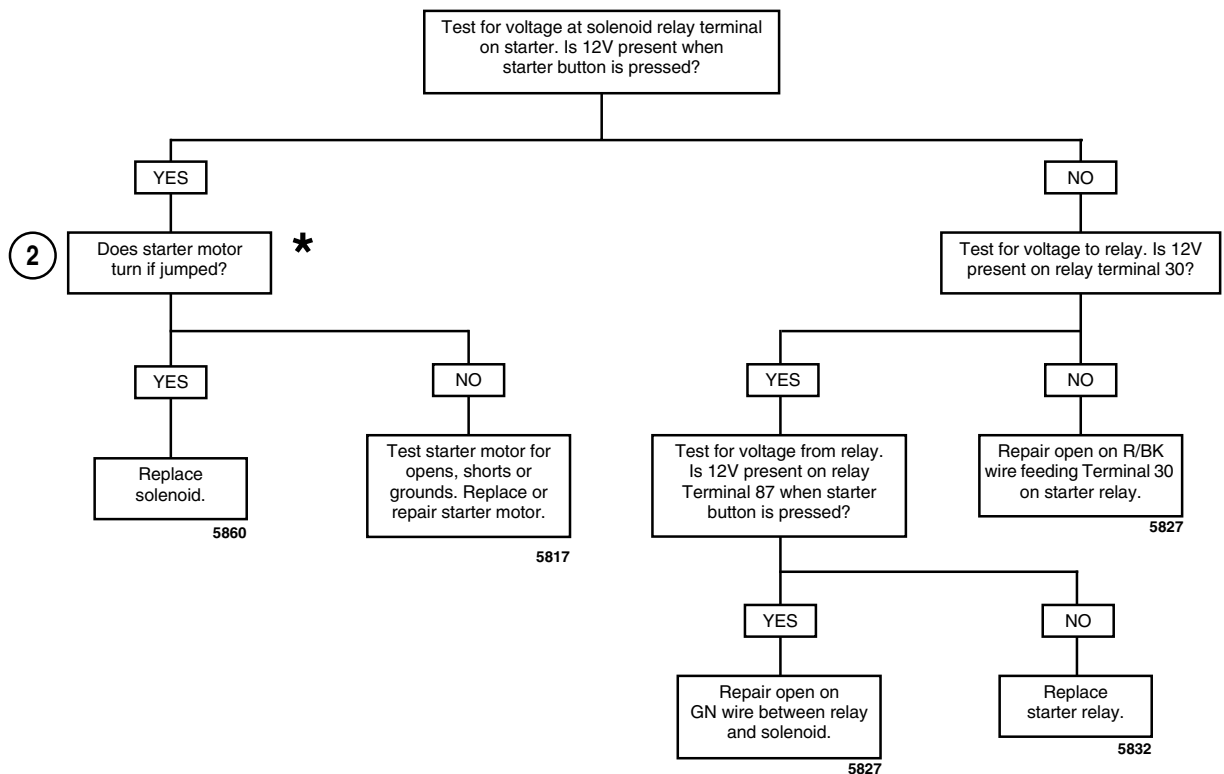 Test for voltage at solenoid relay terminal
on starter. Is 12V present when
starter button is pressed?
YES
NO
2
Does starter motor
turn if jumped?
*
Test for voltage to relay. Is 12V
present on relay terminal 30?
YES
NO
YES
NO
Replace
solenoid.
5860
Test starter motor for
opens, shorts or
grounds. Replace or
repair starter motor.
5817
Test for voltage from relay.
Is 12V present on relay
Terminal 87 when starter
button is pressed?
Repair open on R/BK
wire feeding Terminal 30
on starter relay.
5827
YES
NO
Repair open on
GN wire between relay
and solenoid.
5827
Replace
starter relay.
5832